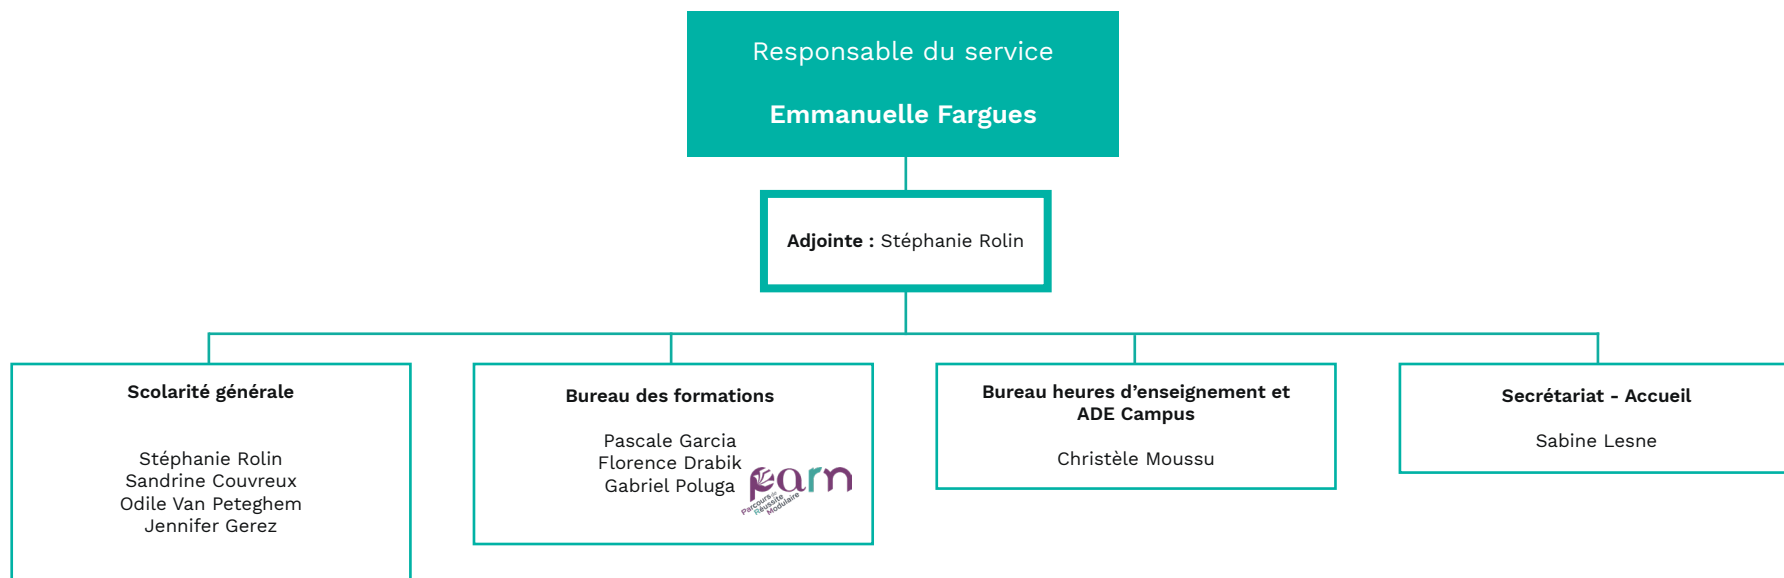 Responsable du service
Emmanuelle Fargues
Adjointe : Stéphanie Rolin
Scolarité générale
Stéphanie Rolin
Sandrine Couvreux
Odile Van Peteghem
Jennifer Gerez
Bureau des formations
Pascale Garcia
Florence Drabik
Gabriel Poluga
Parcours de
Réussite
Modulaire
Bureau heures d'enseignement et
ADE Campus
Christèle Moussu
Secrétariat - Accueil
Sabine Lesne